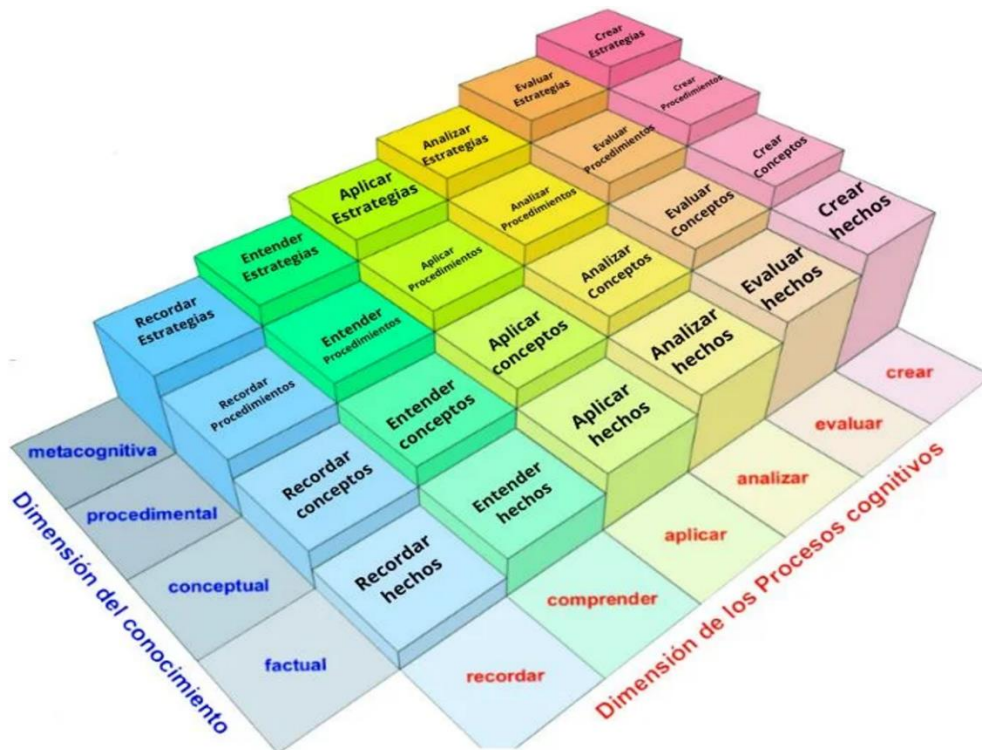 Crear
Estrategias
Evaluar
Estrategias
Crear
Procedimientos
Analizar
Estrategias
Evaluar
Procedimientos
Crear
Conceptos
Aplicar
Estrategias
Analizar
Procedimientos
Evaluar
Conceptos
Crear
hechos
Entender
Estrategias
Aplicar
Procedimientos
Analizar
Conceptos
Evaluar
hechos
Recordar
Estrategias
Entender
Procedimientos
Aplicar
conceptos
Analizar
hechos
Recordar
Procedimientos
Entender
conceptos
Aplicar
hechos
Recordar
conceptos
Entender
hechos
Recordar
hechos
metacognitiva
procedimental
conceptual
factual
Dimensión del conocimiento
recordar
comprender
aplicar
analizar
evaluar
crear
Dimensión de los Procesos cognitivos